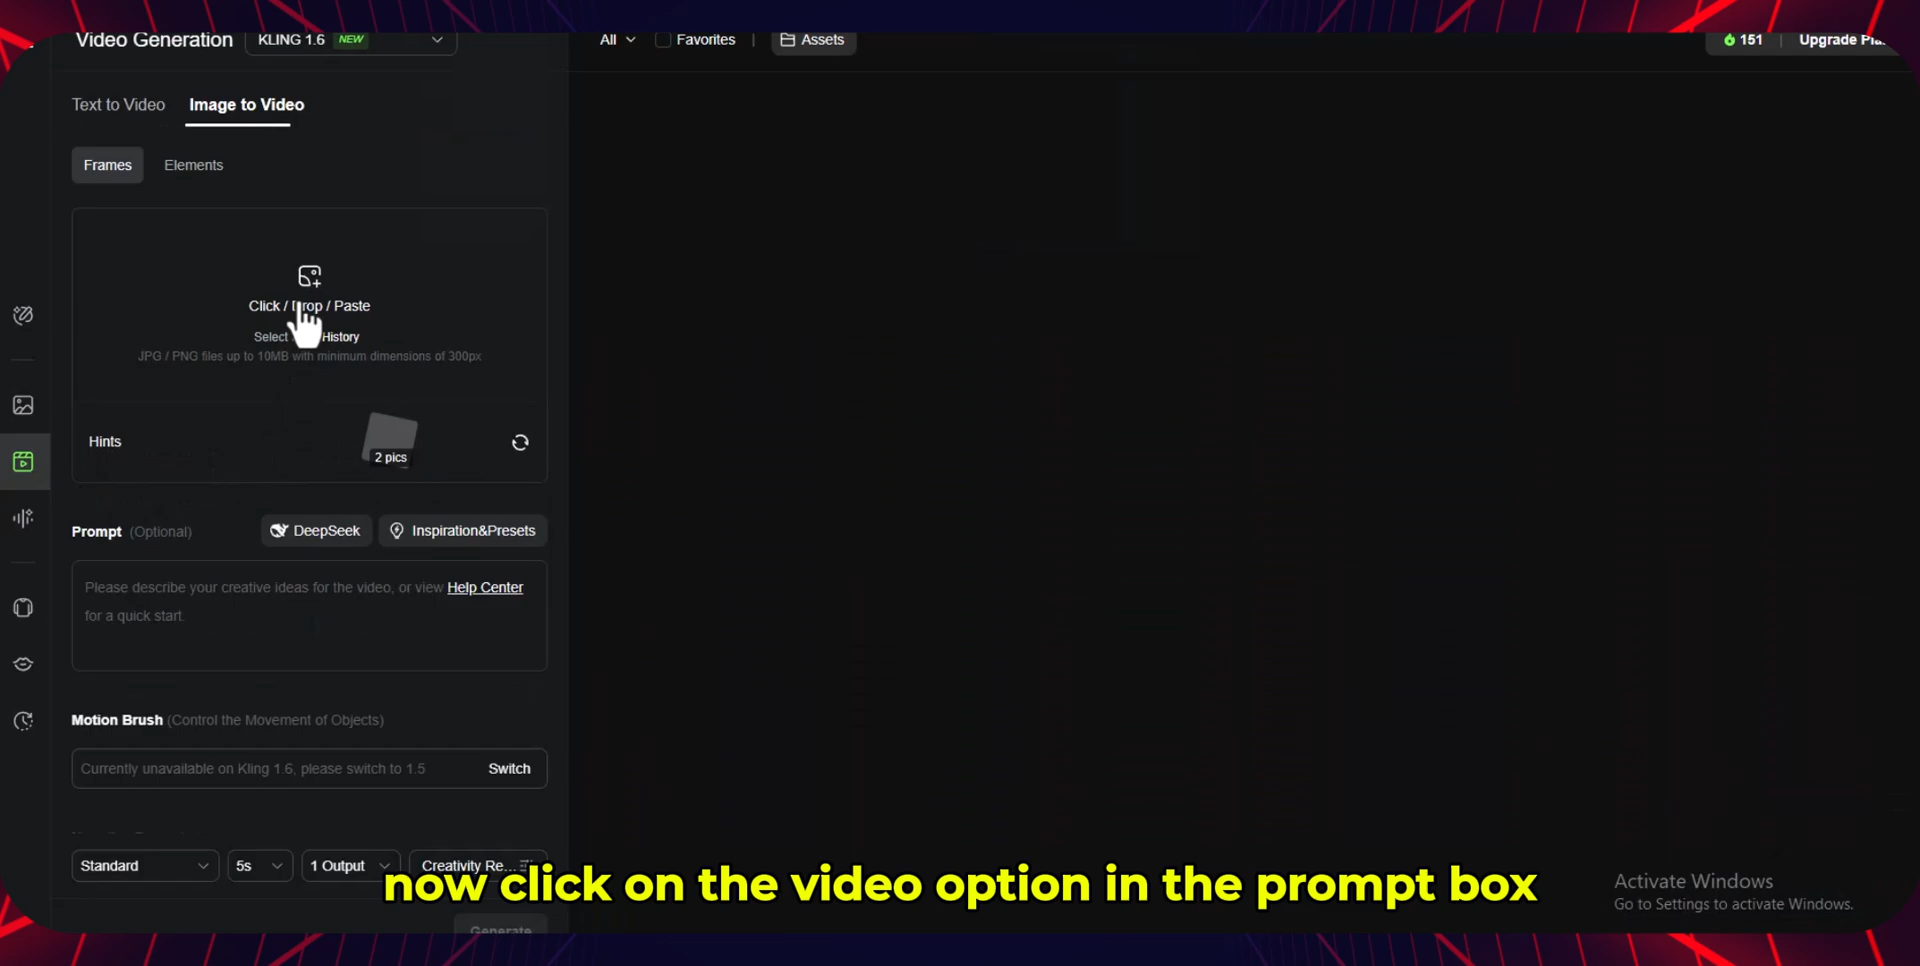 Video Generation KLING 1.6 NEW
All Favorites Assets 151 Upgrade
Text to Video Image to Video
Frames Elements
Click / Drop / Paste
Select History
JPG / PNG files up to 10MB with minimum dimensions of 300px
Hints
2 pics
Prompt (Optional) DeepSeek Inspiration&Presets
Please describe your creative ideas for the video, or view Help Center
for a quick start.
Motion Brush (Control the Movement of Objects)
Currently unavailable on Kling 1.6, please switch to 1.5 Switch
Standard 5s 1 Output Creativity Re...
now click on the video option in the prompt box
Activate Windows
Go to Settings to activate Windows.
Generate